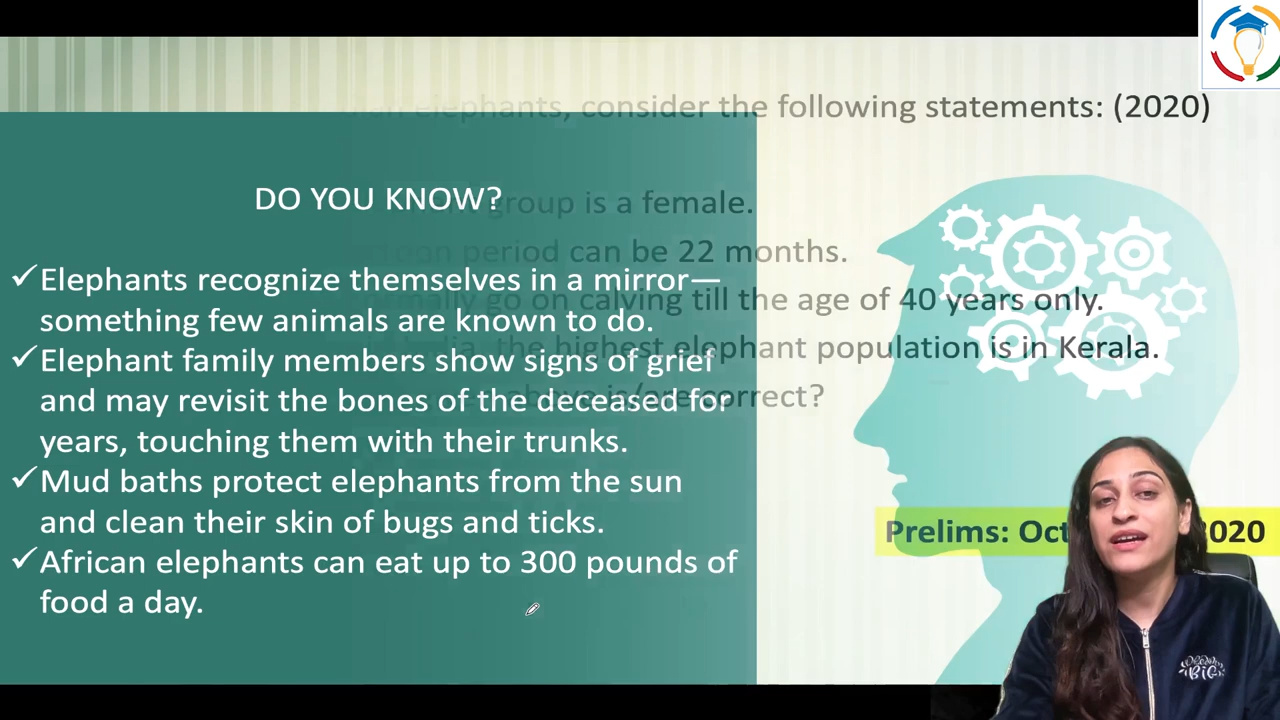 elephants, consider the following statements: (2020)
DO YOU KNOW?
group is a female.
period can be 22 months.
go on calving till the age of 40 years only.
the highest elephant population is in Kerala.
correct?
✓Elephants recognize themselves in a mirror—
something few animals are known to do.
✓Elephant family members show signs of grief
and may revisit the bones of the deceased for
years, touching them with their trunks.
✓Mud baths protect elephants from the sun
and clean their skin of bugs and ticks.
✓African elephants can eat up to 300 pounds of
food a day.
Prelims: Oct 2020
BiG